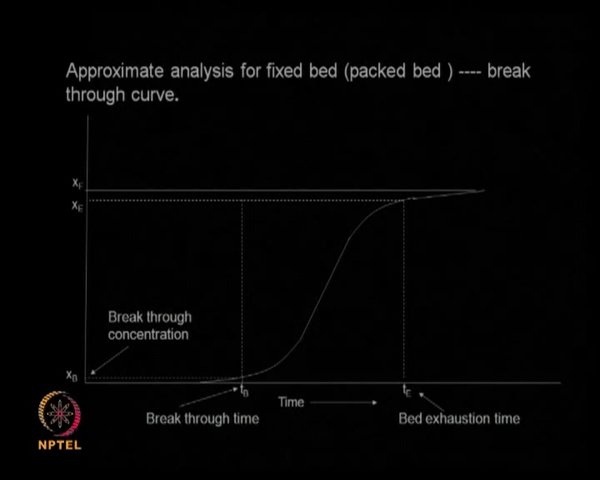 Approximate analysis for fixed bed (packed bed ) ---- break
through curve.
XF
XE
Break through
concentration
XB
tB
Time
tE
Break through time
Bed exhaustion time
NPTEL